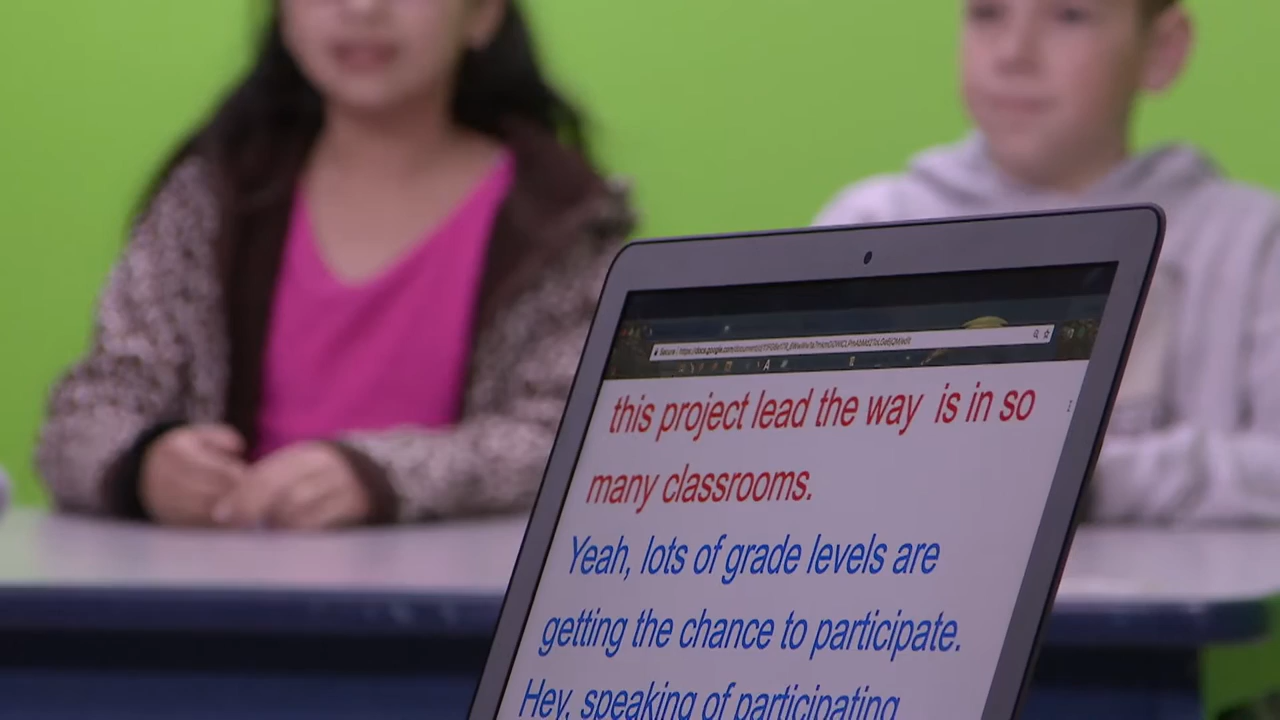 this project lead the way is in so
many classrooms.
Yeah, lots of grade levels are
getting the chance to participate.
Hey, speaking of participating